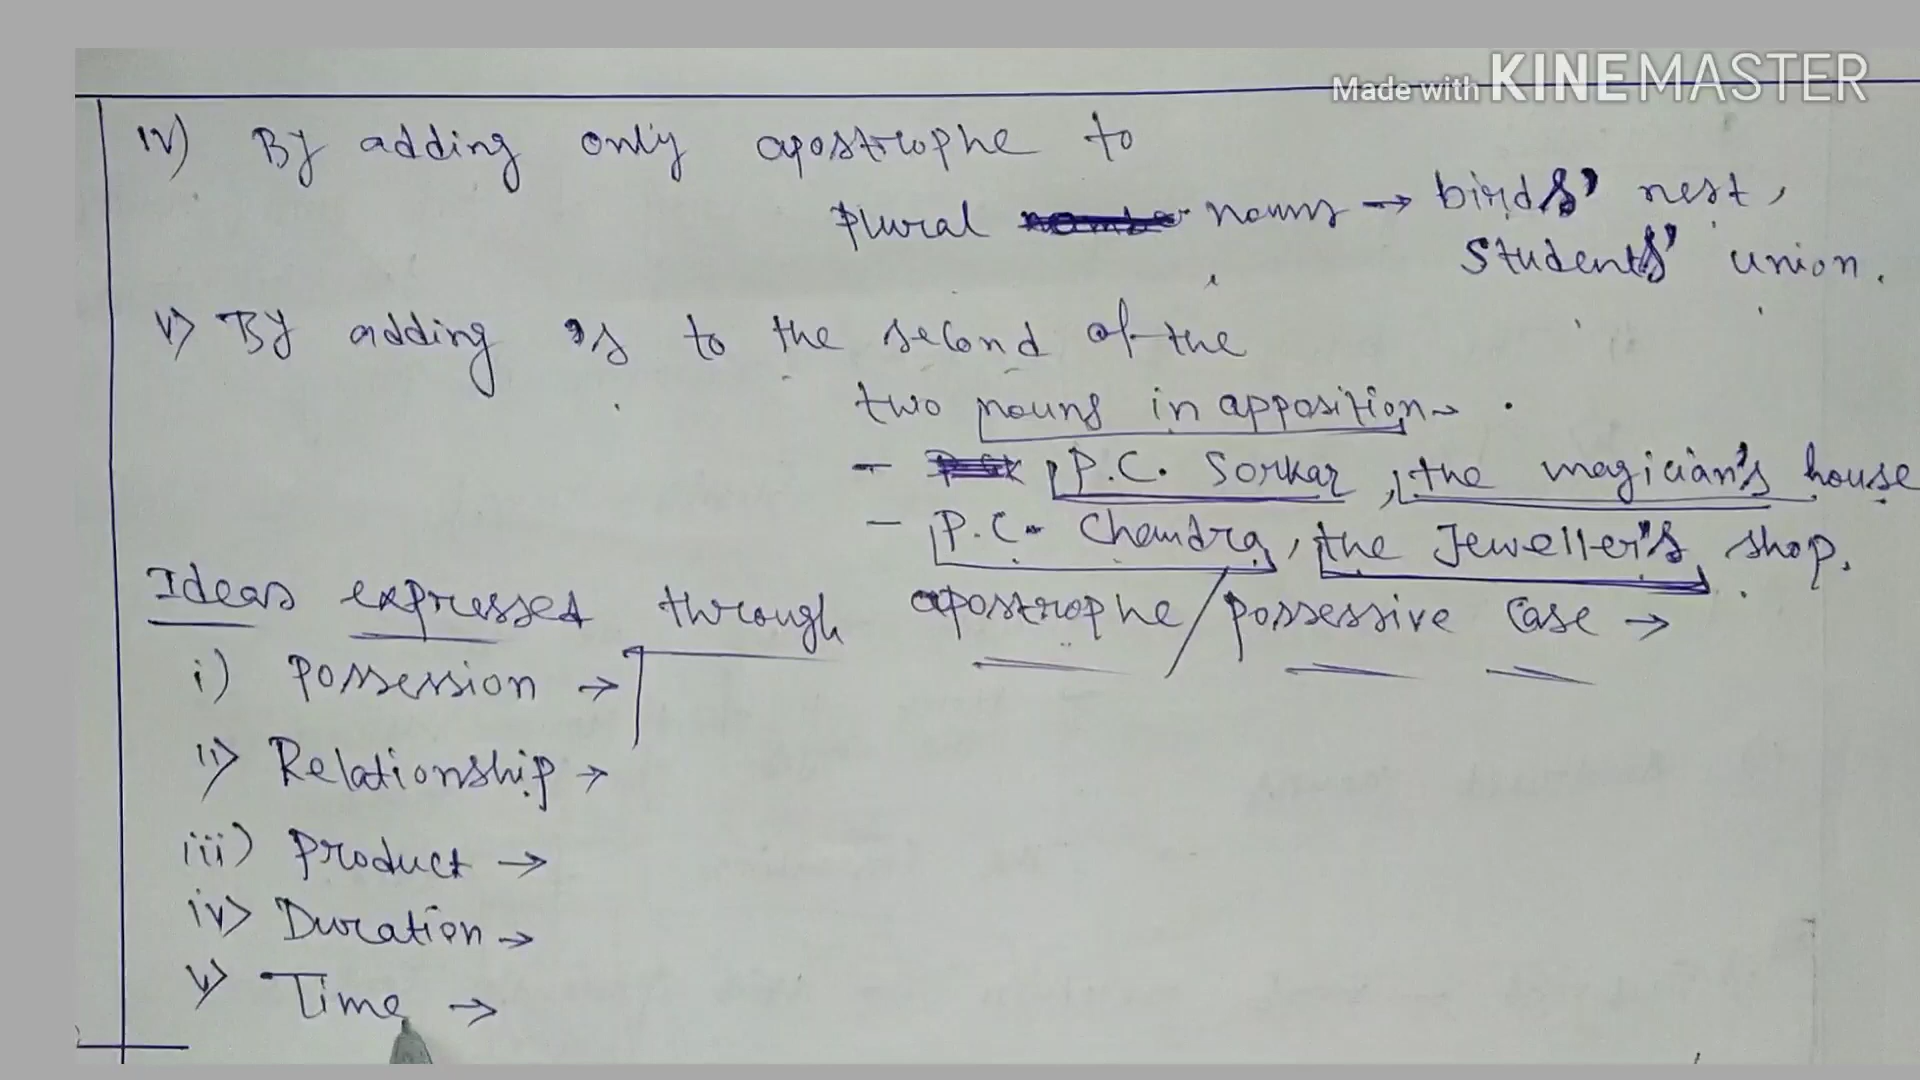 Made with KINEMASTER
IV) By adding only apostrophe to
plural nouns → birds' nest,
students' union.
V) By adding 's to the second of the
two nouns in apposition→
- P.C. Sorkar, the magician's house
- P.C. Chandra, the Jeweller's shop.
Ideas expressed through apostrophe/possessive case →
i) Possession →
ii) Relationship →
iii) Product →
iv) Duration →
v) Time →